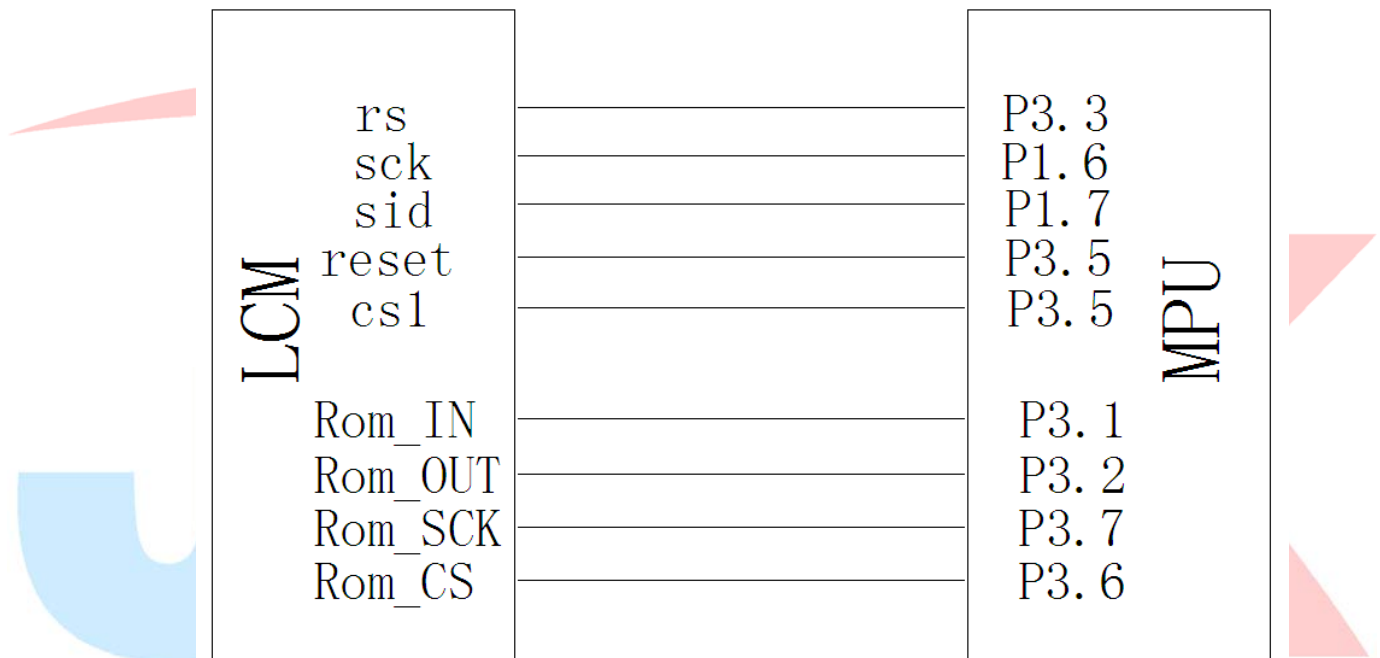 rs P3.3
sck P1.6
sid P1.7
reset P3.5
cs1 P3.5
LCM
MPU
Rom_IN P3.1
Rom_OUT P3.2
Rom_SCK P3.7
Rom_CS P3.6